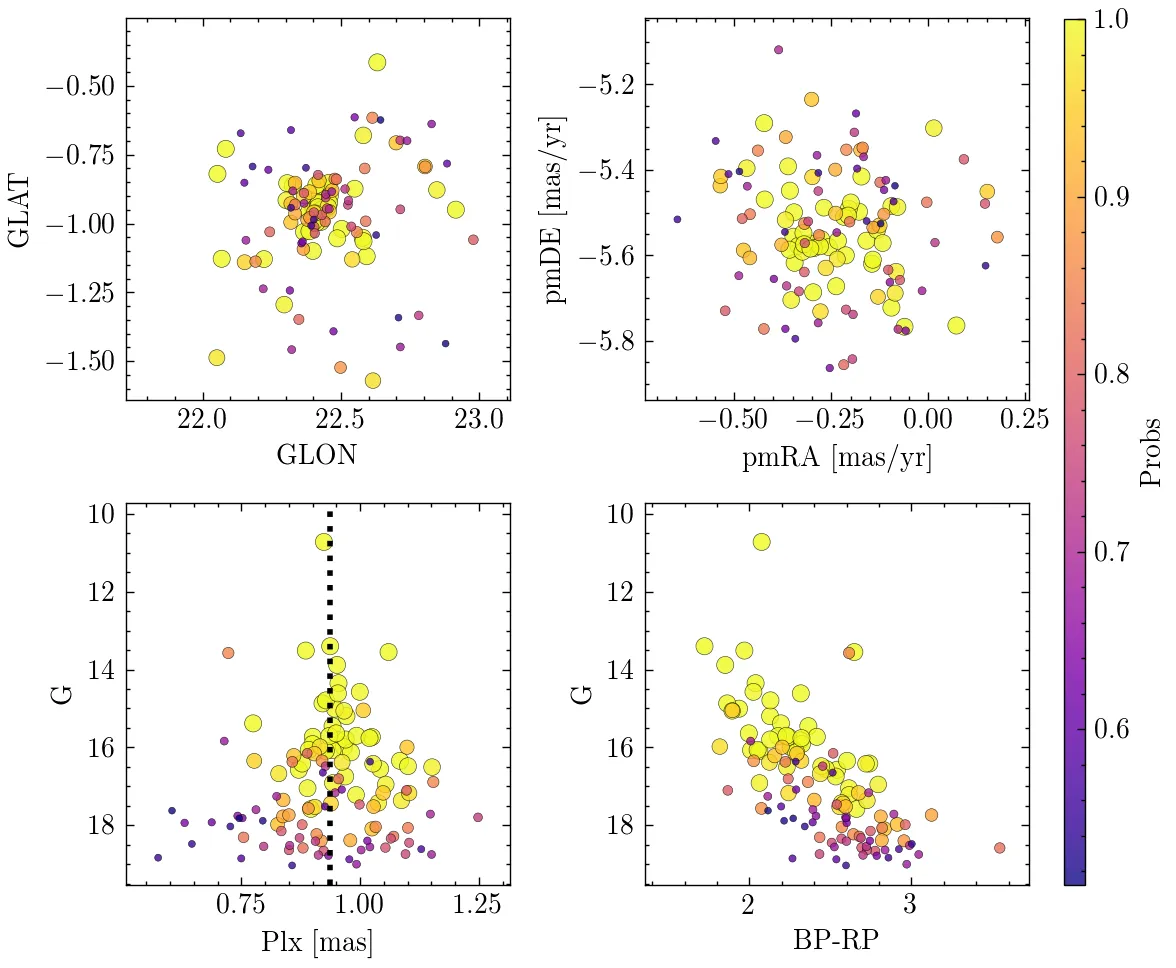 −0.50
−0.75
−1.00
−1.25
−1.50
GLAT
22.0 22.5 23.0
GLON
−5.2
−5.4
−5.6
−5.8
pmDE [mas/yr]
−0.50 −0.25 0.00 0.25
pmRA [mas/yr]
10
12
14
16
18
G
0.75 1.00 1.25
Plx [mas]
10
12
14
16
18
G
2 3
BP-RP
1.0
0.9
0.8
0.7
0.6
Probs